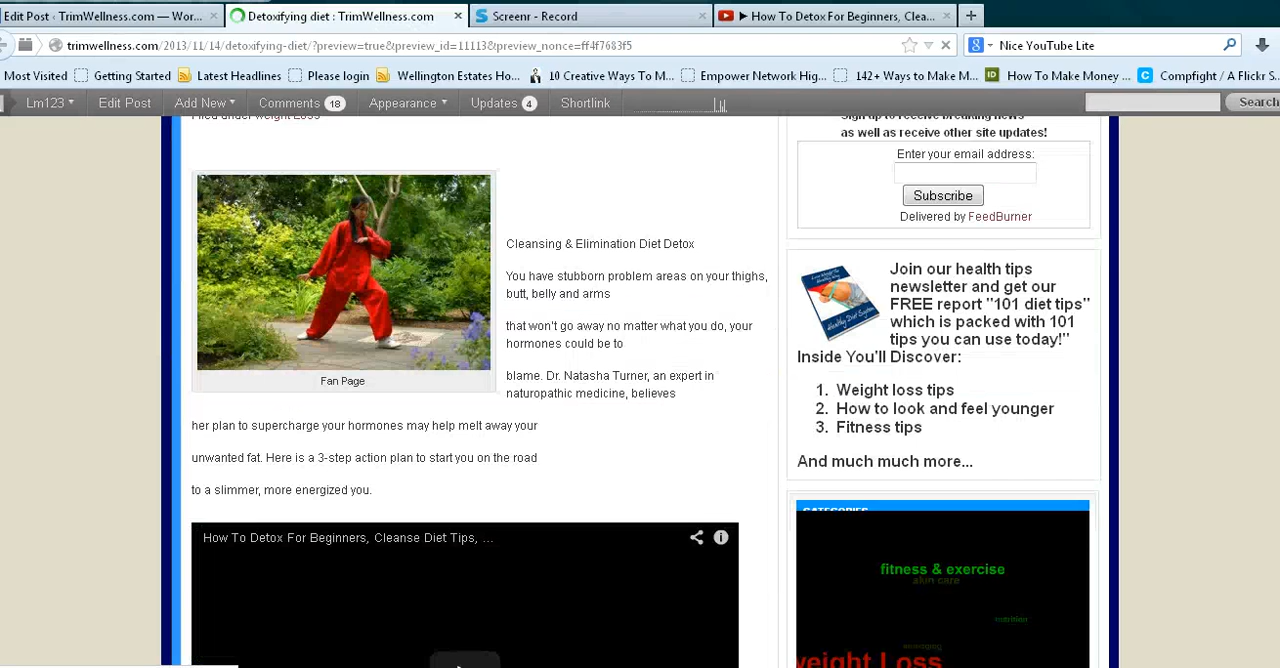 Edit Post ‹ TrimWellness.com — Wor...
Detoxifying diet : TrimWellness.com
Screenr - Record
▶ How To Detox For Beginners, Clea...
trimwellness.com/2013/11/14/detoxifying-diet/?preview=true&preview_id=11113&preview_nonce=ff4f7683f5
Nice YouTube Lite
Most Visited
Getting Started
Latest Headlines
Please login
Wellington Estates Ho...
10 Creative Ways To M...
Empower Network Hig...
142+ Ways to Make M...
How To Make Money ...
Compfight / A Flickr S...
Lm123
Edit Post
Add New
Comments 18
Appearance
Updates 4
Shortlink
Search
Filed under Weight Loss
Fan Page
Cleansing & Elimination Diet Detox
You have stubborn problem areas on your thighs,
butt, belly and arms
that won't go away no matter what you do, your
hormones could be to
blame. Dr. Natasha Turner, an expert in
naturopathic medicine, believes
her plan to supercharge your hormones may help melt away your
unwanted fat. Here is a 3-step action plan to start you on the road
to a slimmer, more energized you.
How To Detox For Beginners, Cleanse Diet Tips, ...
Sign up to receive breaking news
as well as receive other site updates!
Enter your email address:
Subscribe
Delivered by FeedBurner
Join our health tips
newsletter and get our
FREE report "101 diet tips"
which is packed with 101
tips you can use today!"
Inside You'll Discover:
1. Weight loss tips
2. How to look and feel younger
3. Fitness tips
And much much more...
CATEGORIES
fitness & exercise
skin care
nutrition
weight Loss